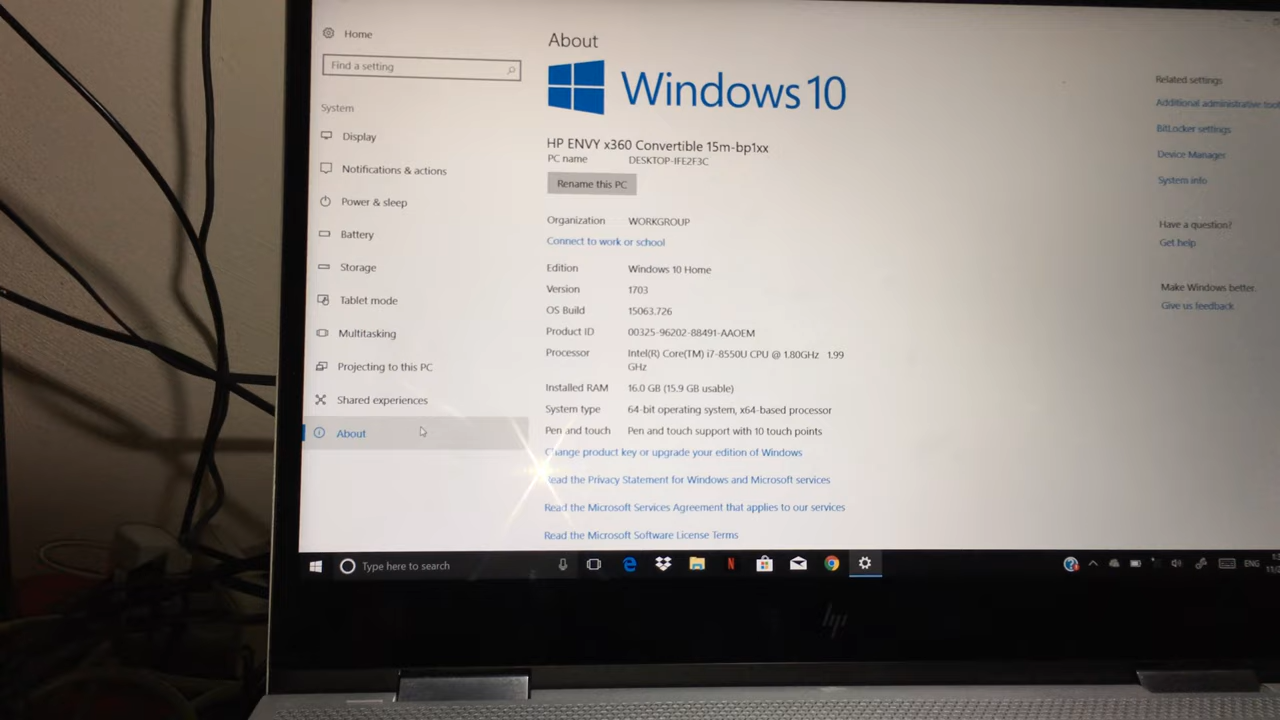 Home
Find a setting
System
Display
Notifications & actions
Power & sleep
Battery
Storage
Tablet mode
Multitasking
Projecting to this PC
Shared experiences
About
About
Windows 10
HP ENVY x360 Convertible 15m-bp1xx
PC name DESKTOP-IFE2F3C
Rename this PC
Organization WORKGROUP
Connect to work or school
Edition Windows 10 Home
Version 1703
OS Build 15063.726
Product ID 00325-96202-88491-AAOEM
Processor Intel(R) Core(TM) i7-8550U CPU @ 1.80GHz 1.99
GHz
Installed RAM 16.0 GB (15.9 GB usable)
System type 64-bit operating system, x64-based processor
Pen and touch Pen and touch support with 10 touch points
Change product key or upgrade your edition of Windows
Read the Privacy Statement for Windows and Microsoft services
Read the Microsoft Services Agreement that applies to our services
Read the Microsoft Software License Terms
Related settings
Additional administrative
BitLocker settings
Device Manager
System info
Have a question?
Get help
Make Windows better.
Give us feedback
Type here to search
ENG
hp